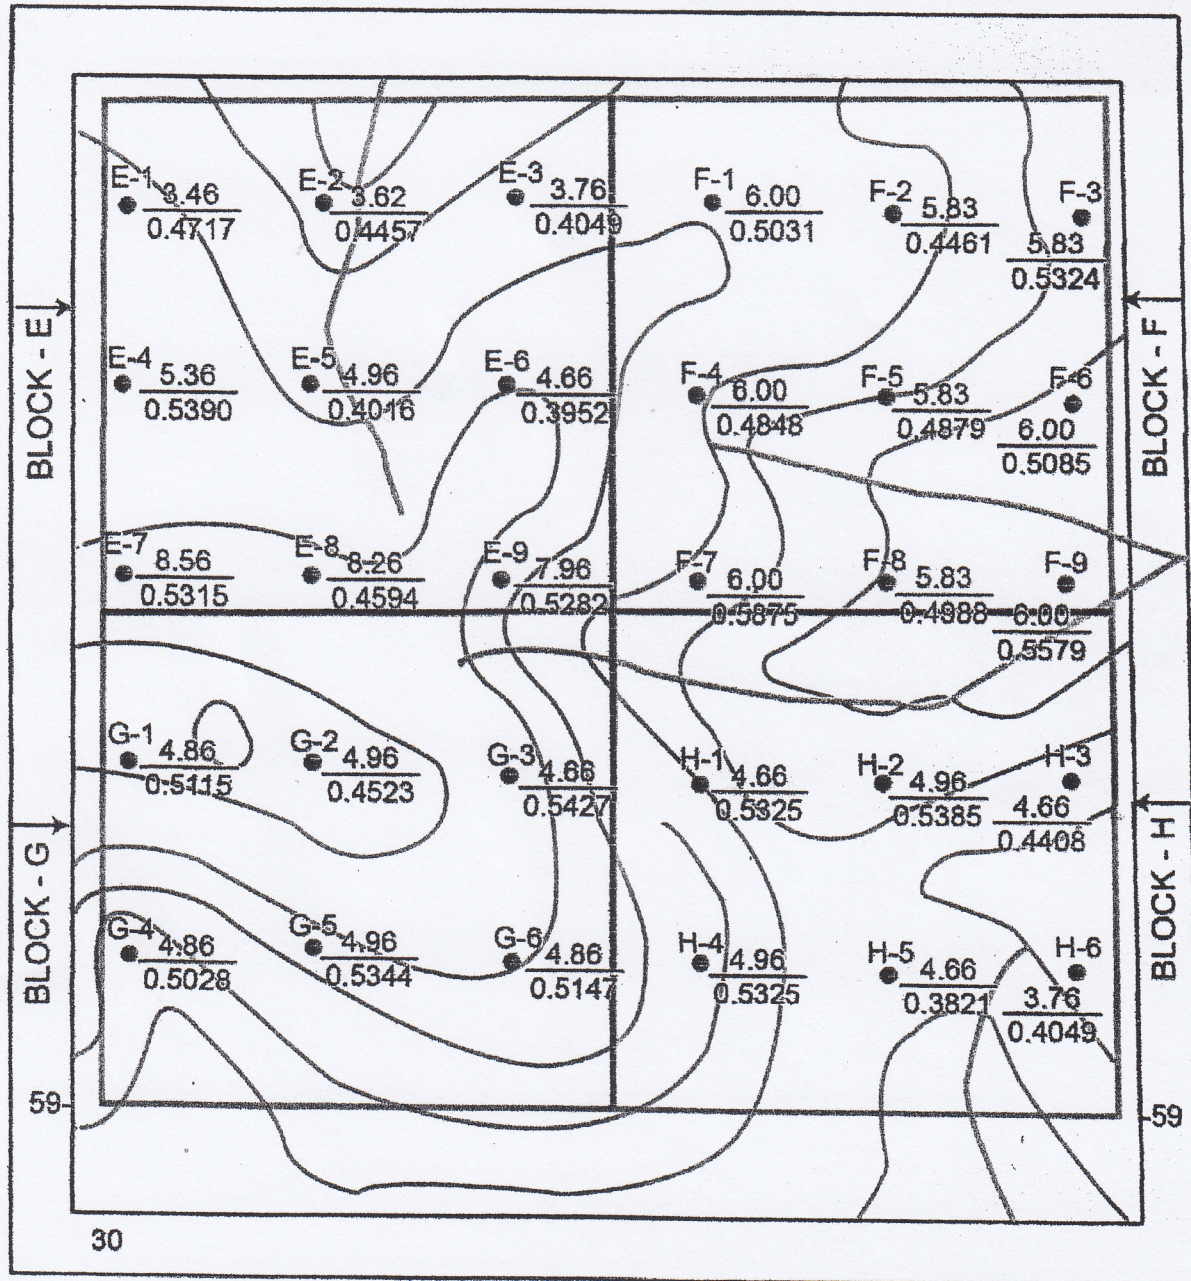 E-1 3.46
0.4717
E-2 3.62
0.4457
E-3 3.76
0.4049
F-1 6.00
0.5031
F-2 5.83
0.4461
F-3
5.83
0.5324
BLOCK - E
BLOCK - F
E-4 5.36
0.5390
E-5 4.96
0.4016
E-6 4.66
0.3952
F-4 6.00
0.4848
F-5 5.83
0.4879
F-6
6.00
0.5085
E-7 8.56
0.5315
E-8 8.26
0.4594
E-9 7.96
0.5282
F-7 6.00
0.5875
F-8 5.83
0.4988
F-9
6.00
0.5579
G-1 4.86
0.5115
G-2 4.96
0.4523
G-3 4.66
0.5427
H-1 4.66
0.5325
H-2 4.96
0.5385
H-3
4.66
0.4408
BLOCK - G
BLOCK - H
G-4 4.86
0.5028
G-5 4.96
0.5344
G-6 4.86
0.5147
H-4 4.96
0.5325
H-5 4.66
0.3821
H-6
3.76
0.4049
59
59
30